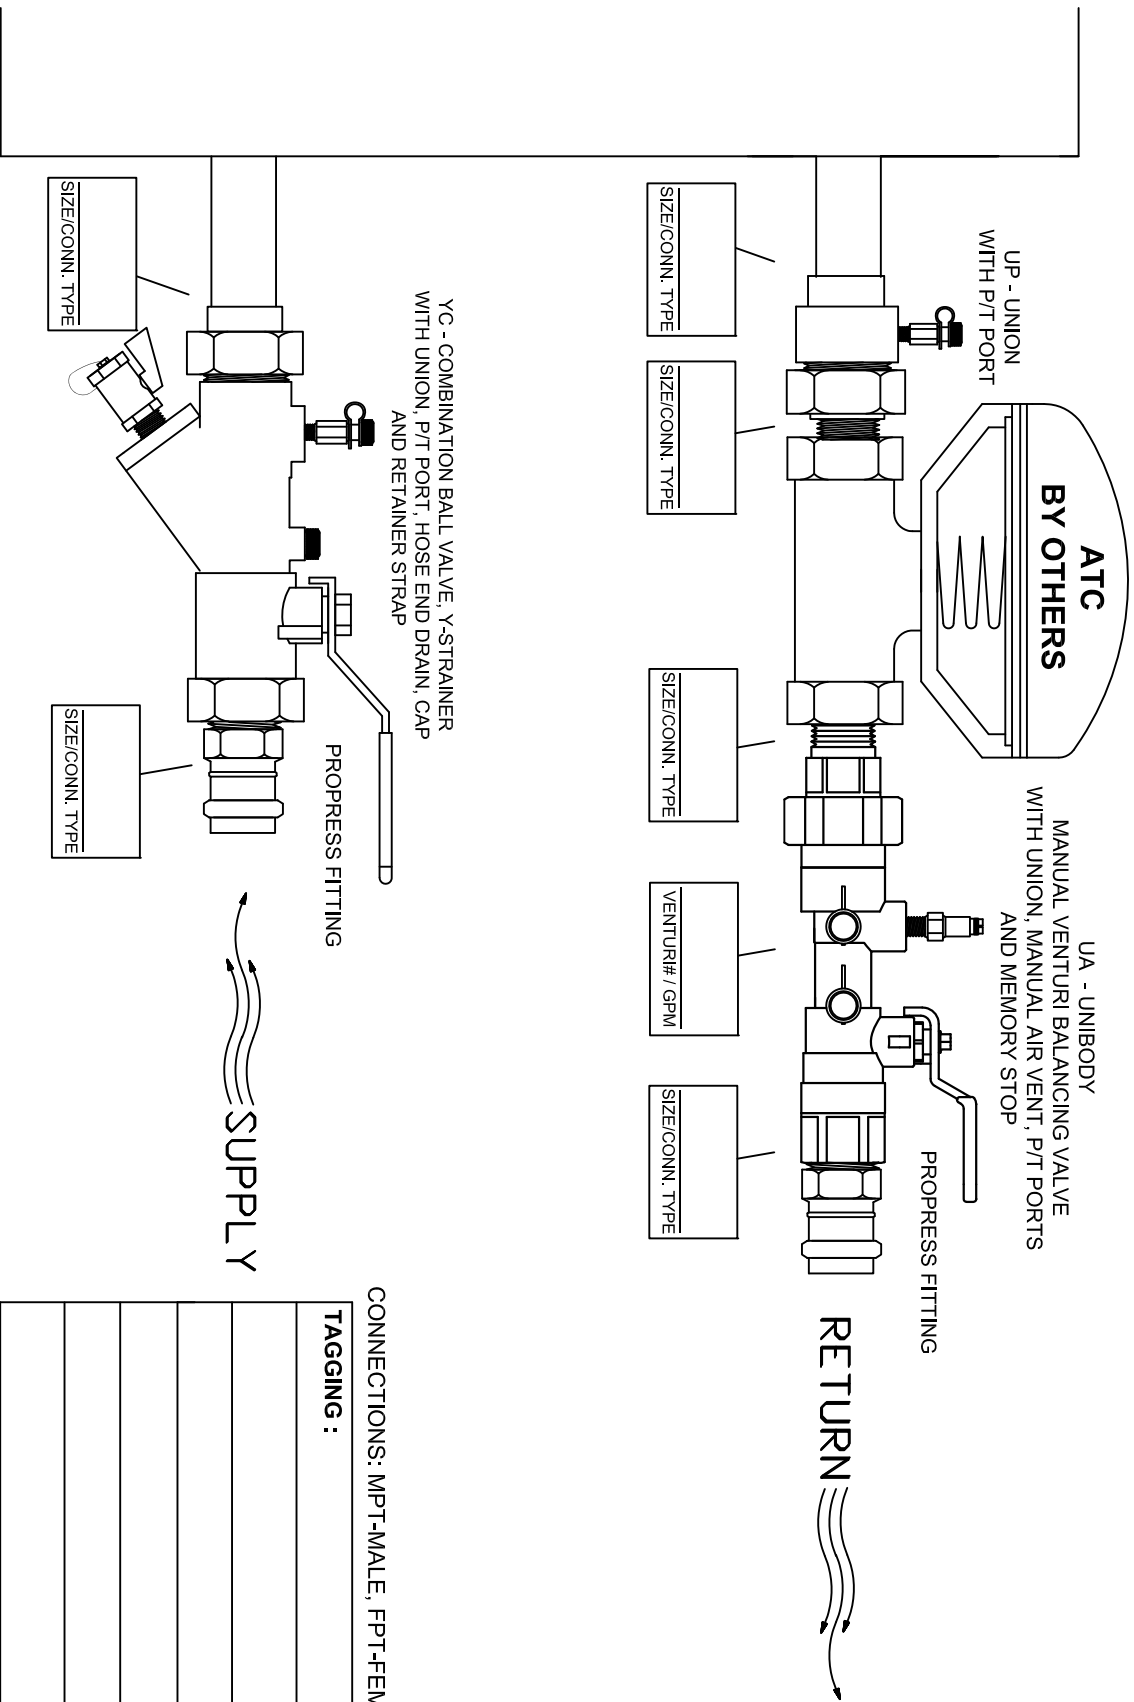 UP - UNION
WITH P/T PORT
ATC
BY OTHERS
UA - UNIBODY
MANUAL VENTURI BALANCING VALVE
WITH UNION, MANUAL AIR VENT, P/T PORTS
AND MEMORY STOP
PROPRESS FITTING
SIZE/CONN. TYPE
SIZE/CONN. TYPE
SIZE/CONN. TYPE
VENTURI# / GPM
SIZE/CONN. TYPE
RETURN
YC - COMBINATION BALL VALVE, Y-STRAINER
WITH UNION, P/T PORT, HOSE END DRAIN, CAP
AND RETAINER STRAP
PROPRESS FITTING
SIZE/CONN. TYPE
SIZE/CONN. TYPE
SUPPLY
CONNECTIONS: MPT-MALE, FPT-FEM
TAGGING :